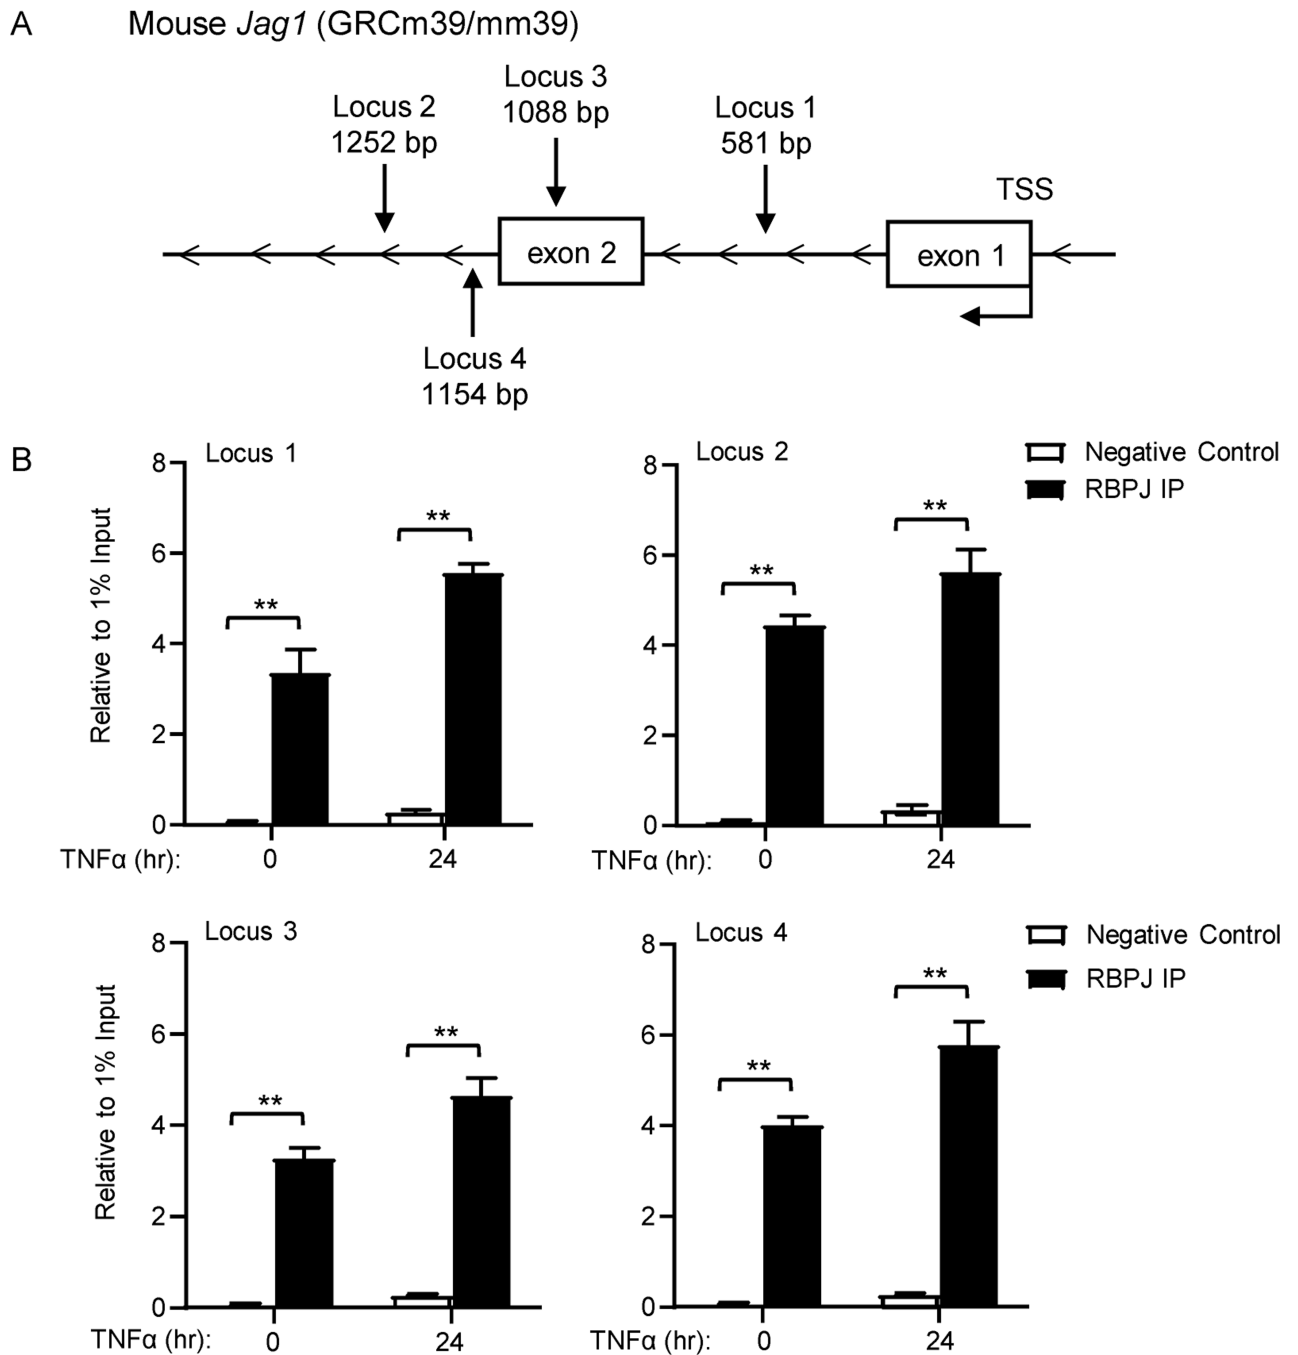 A
Mouse Jag1 (GRCm39/mm39)
Locus 3
1088 bp
Locus 2
1252 bp
Locus 1
581 bp
TSS
exon 2
exon 1
Locus 4
1154 bp
B
Locus 1
Relative to 1% Input
8
6
4
2
0
**
**
TNFα (hr): 0 24
Locus 2
8
6
4
2
0
**
**
TNFα (hr): 0 24
Negative Control
RBPJ IP
Locus 3
Relative to 1% Input
8
6
4
2
0
**
**
TNFα (hr): 0 24
Locus 4
8
6
4
2
0
**
**
TNFα (hr): 0 24
Negative Control
RBPJ IP